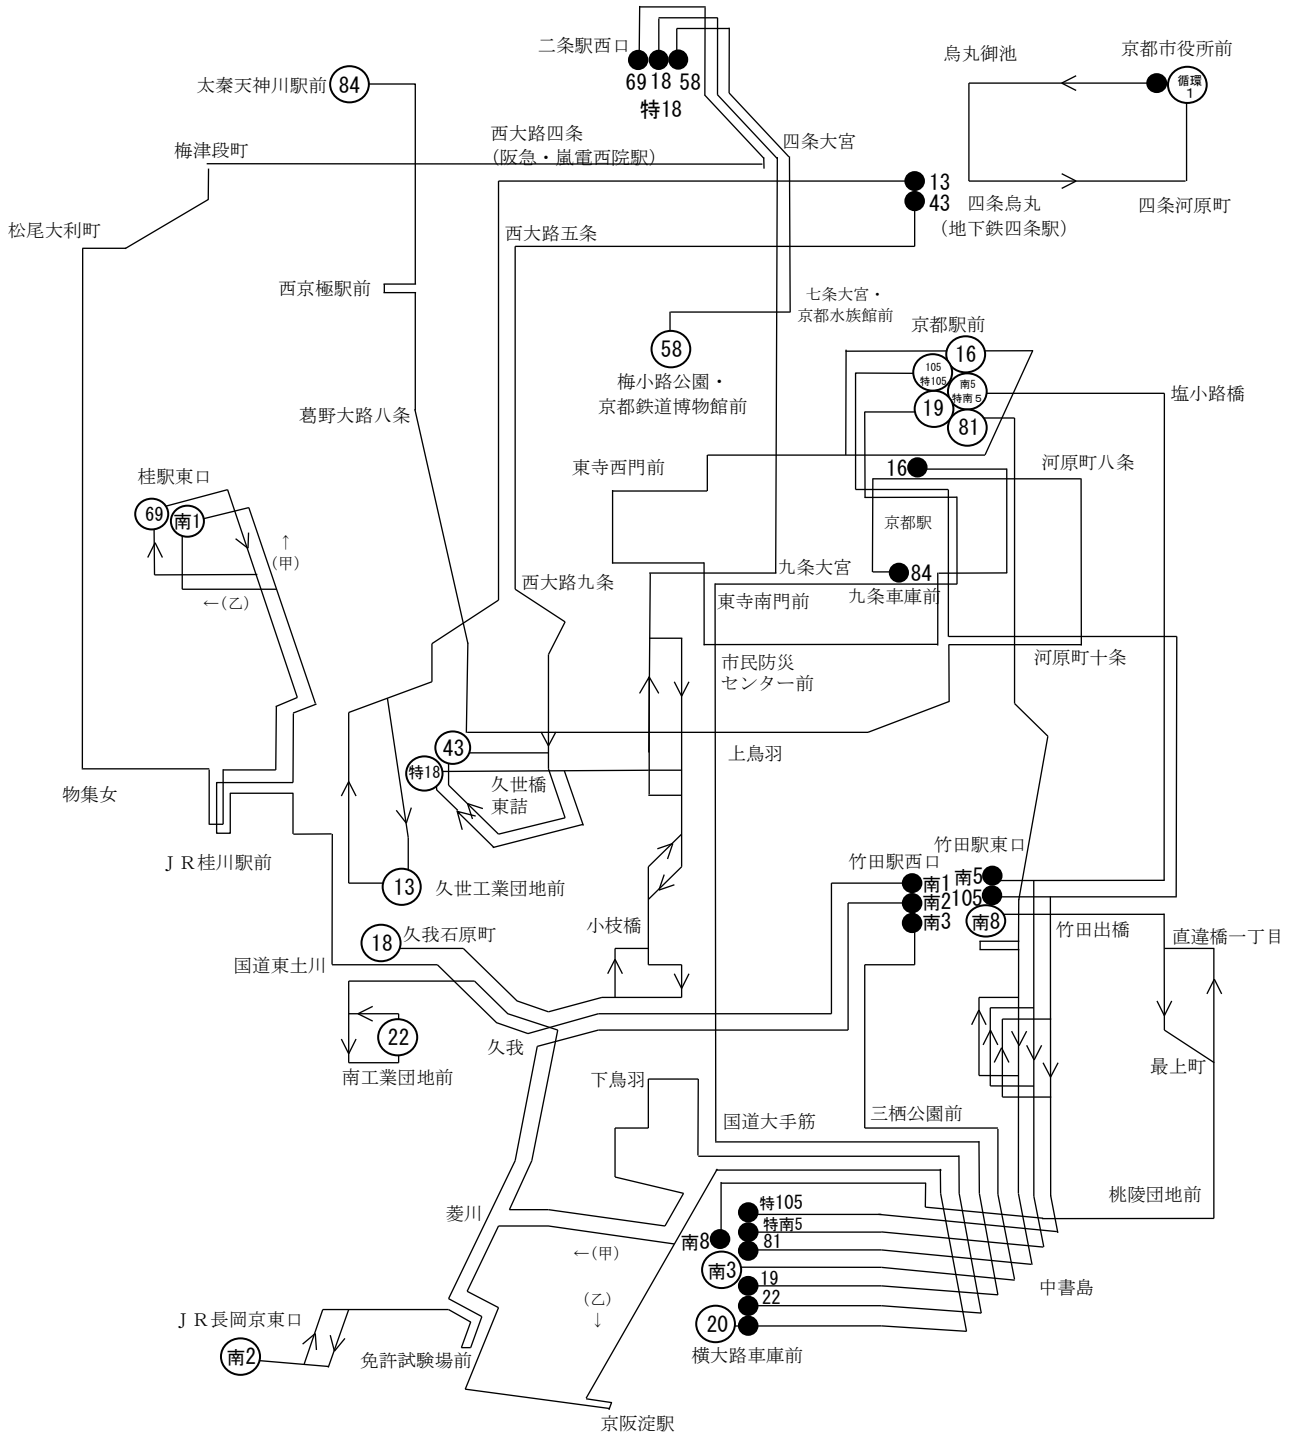 二条駅西口
69 18 58
特18
烏丸御池
京都市役所前
循環
1
太秦天神川駅前
84
梅津段町
西大路四条
(阪急・嵐電西院駅)
四条大宮
13
43
四条烏丸
(地下鉄四条駅)
四条河原町
松尾大利町
西大路五条
西京極駅前
七条大宮・
京都水族館前
58
梅小路公園・
京都鉄道博物館前
京都駅前
16
105
特105
南5
特南5
19
81
塩小路橋
葛野大路八条
東寺西門前
16
河原町八条
桂駅東口
69
南1
↑
(甲)
←(乙)
京都駅
西大路九条
九条大宮
84
東寺南門前
九条車庫前
市民防災
センター前
河原町十条
43
特18
久世橋
東詰
上鳥羽
物集女
ＪＲ桂川駅前
13
久世工業団地前
竹田駅西口
竹田駅東口
南1
南5
南2
105
南3
南8
小枝橋
竹田出橋
直違橋一丁目
18
久我石原町
国道東土川
22
南工業団地前
久我
最上町
下鳥羽
国道大手筋
三栖公園前
菱川
桃陵団地前
特105
特南5
南8
81
←(甲)
南3
(乙)
↓
19
22
20
横大路車庫前
中書島
ＪＲ長岡京東口
南2
免許試験場前
京阪淀駅